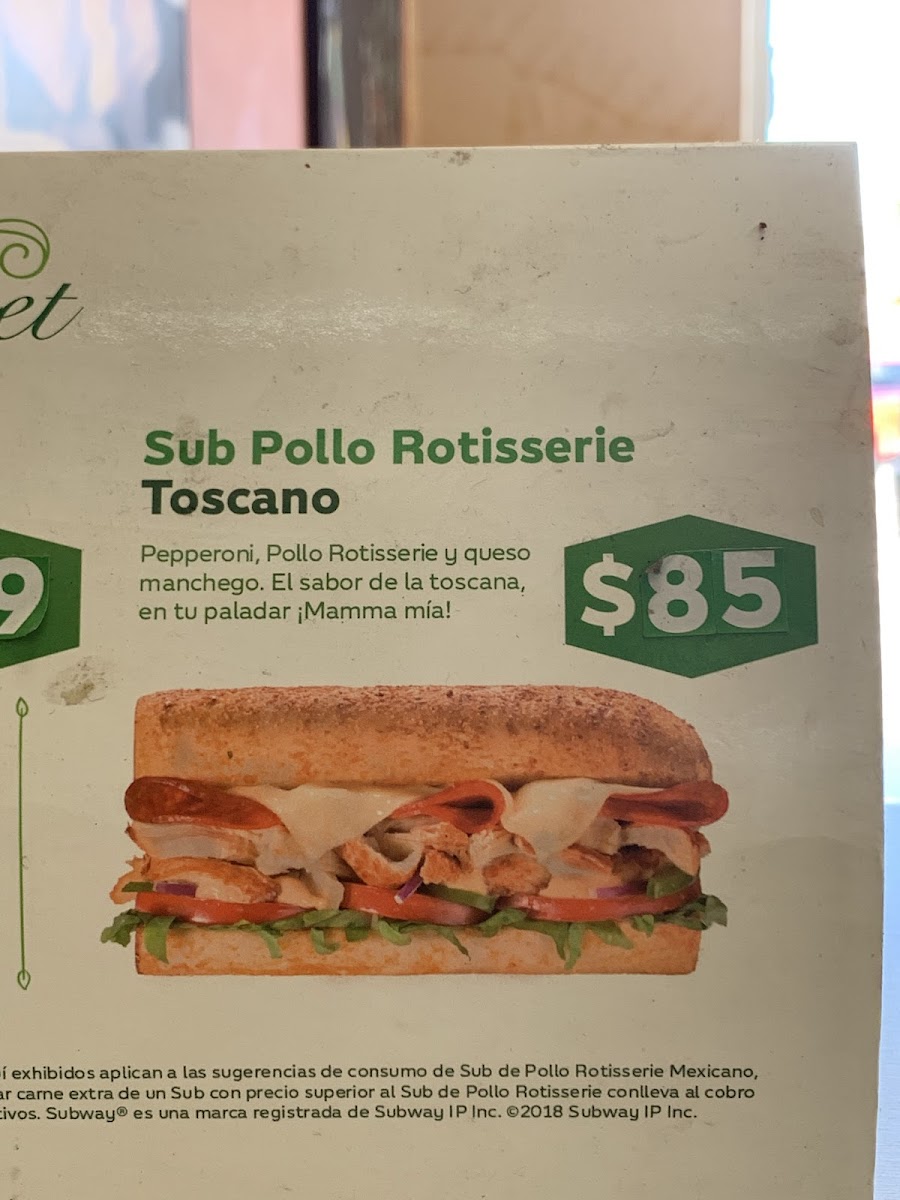 et
Sub Pollo Rotisserie
Toscano
Pepperoni, Pollo Rotisserie y queso
manchego. El sabor de la toscana,
en tu paladar ¡Mamma mía!
9
$85
exhibidos aplican a las sugerencias de consumo de Sub de Pollo Rotisserie Mexicano,
carne extra de un Sub con precio superior al Sub de Pollo Rotisserie conlleva al cobro
Subway® es una marca registrada de Subway IP Inc. ©2018 Subway IP Inc.